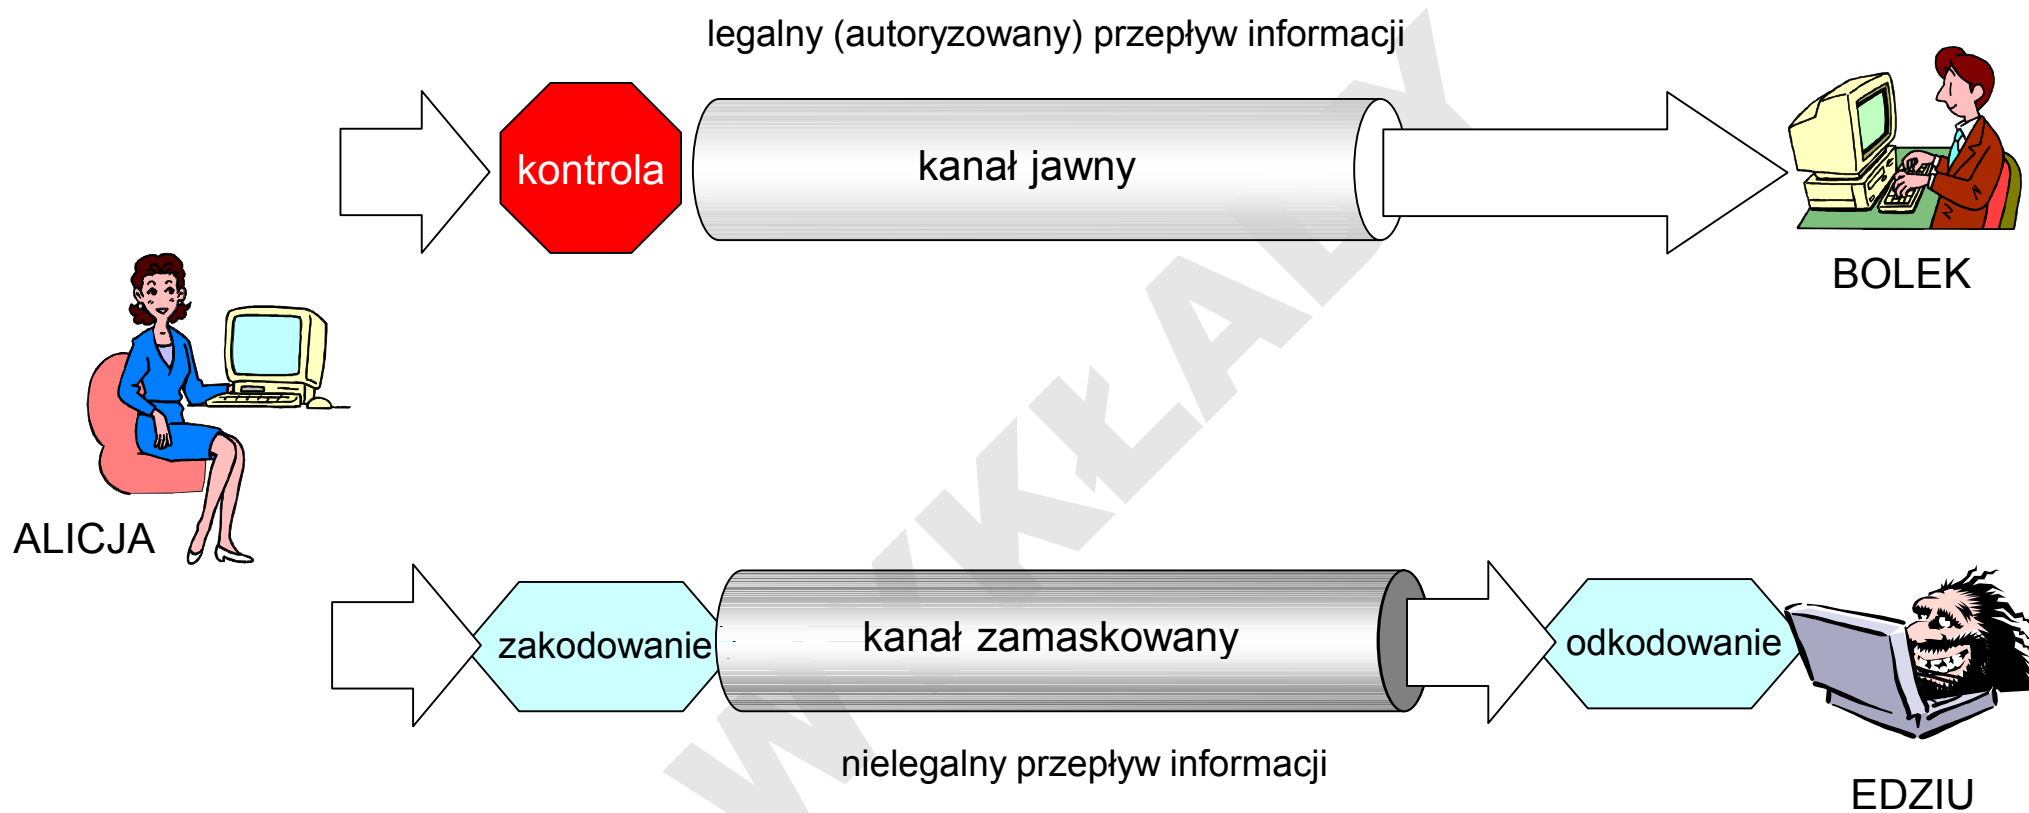 legalny (autoryzowany) przepływ informacji
kontrola
kanał jawny
BOLEK
ALICJA
zakodowanie
kanał zamaskowany
odkodowanie
nielegalny przepływ informacji
EDZIU
WYKŁADY